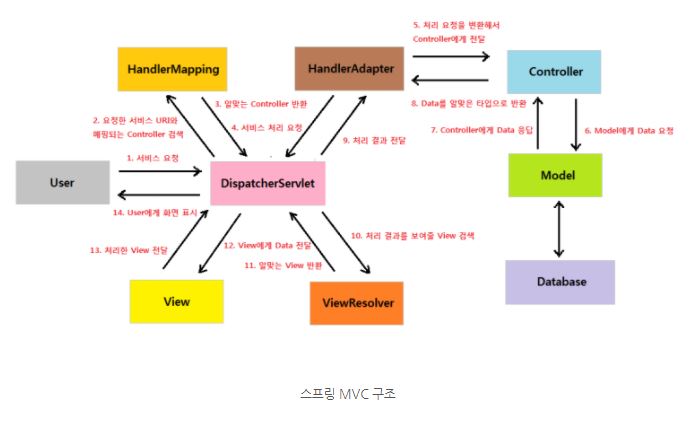 5. 처리 요청을 변환해서
Controller에게 전달
HandlerMapping
HandlerAdapter
Controller
3. 알맞는 Controller 반환
8. Data를 알맞은 타입으로 반환
2. 요청한 서비스 URI와
매핑되는 Controller 검색
4. 서비스 처리 요청
7. Controller에게 Data 응답
6. Model에게 Data 요청
9. 처리 결과 전달
1. 서비스 요청
User
DispatcherServlet
Model
14. User에게 화면 표시
10. 처리 결과를 보여줄 View 검색
13. 처리한 View 전달
12. View에게 Data 전달
11. 알맞는 View 반환
View
ViewResolver
Database
스프링 MVC 구조